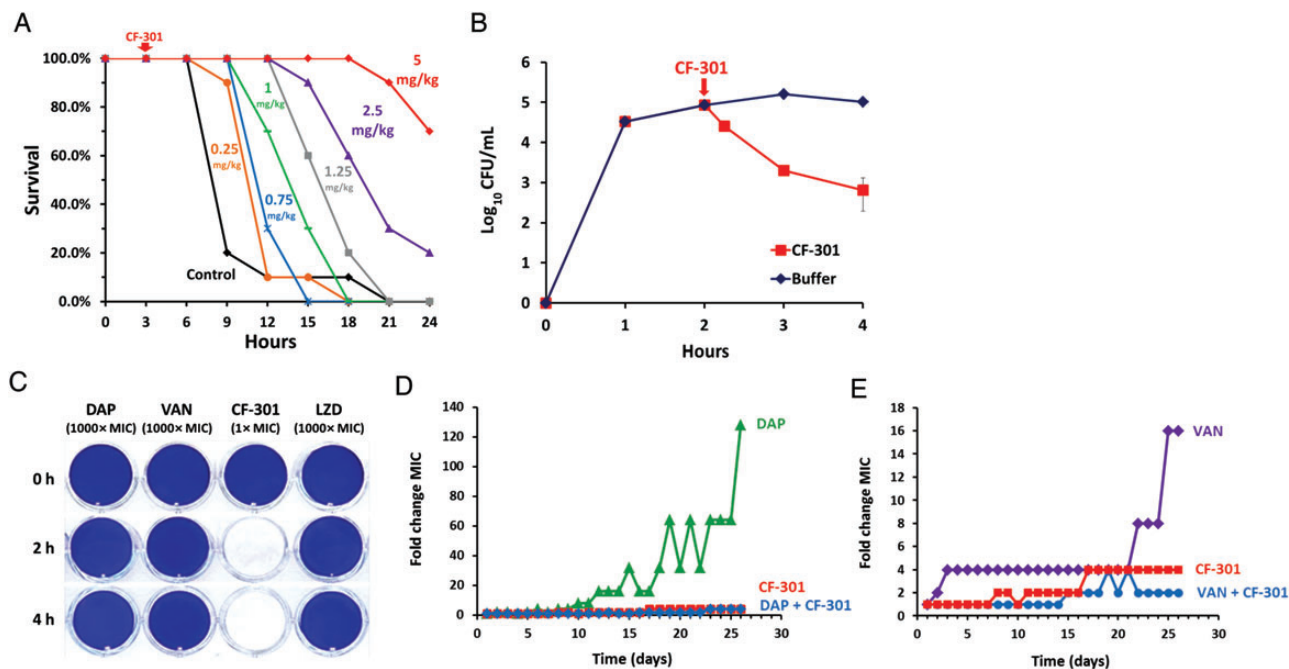 A
CF-301
Survival
100.0%
80.0%
60.0%
40.0%
20.0%
0.0%
0 3 6 9 12 15 18 21 24
Hours
Control
0.25
mg/kg
0.75
mg/kg
1
mg/kg
1.25
mg/kg
2.5
mg/kg
5
mg/kg
B
CF-301
Log10 CFU/mL
6
5
4
3
2
1
0
0 1 2 3 4
Hours
CF-301
Buffer
C
DAP VAN CF-301 LZD
(1000× MIC) (1000× MIC) (1× MIC) (1000× MIC)
0 h
2 h
4 h
D
Fold change MIC
140
120
100
80
60
40
20
0
0 5 10 15 20 25 30
Time (days)
DAP
CF-301
DAP + CF-301
E
Fold change MIC
18
16
14
12
10
8
6
4
2
0
0 5 10 15 20 25 30
Time (days)
VAN
CF-301
VAN + CF-301